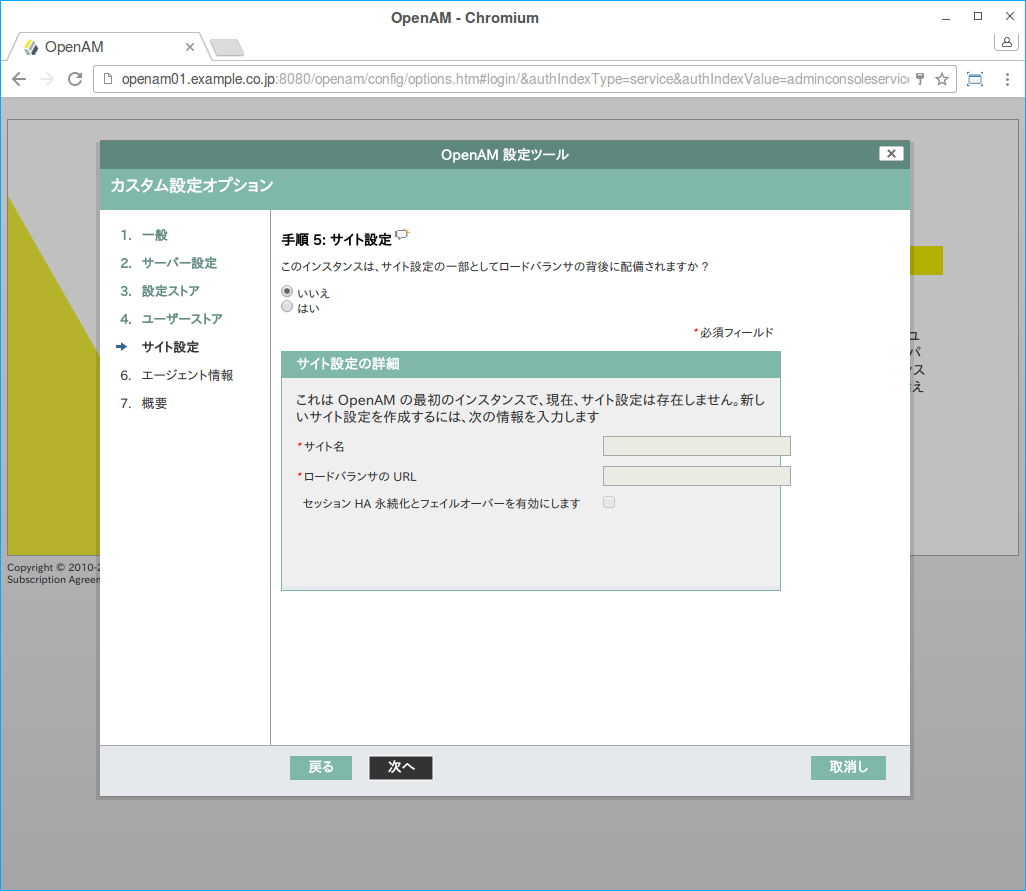 OpenAM - Chromium
OpenAM
openam01.example.co.jp:8080/openam/config/options.htm#login/&authIndexType=service&authIndexValue=adminconsoleservic
OpenAM 設定ツール
カスタム設定オプション
1. 一般
2. サーバー設定
3. 設定ストア
4. ユーザーストア
サイト設定
6. エージェント情報
7. 概要
手順 5: サイト設定
このインスタンスは、サイト設定の一部としてロードバランサの背後に配備されますか ?
いいえ
はい
*必須フィールド
サイト設定の詳細
これは OpenAM の最初のインスタンスで、現在、サイト設定は存在しません。新し
いサイト設定を作成するには、次の情報を入力します
*サイト名
*ロードバランサの URL
セッション HA 永続化とフェイルオーバーを有効にします
戻る
次へ
取消し
ュ
パ
ス
え
Copyright © 2010-2
Subscription Agreem